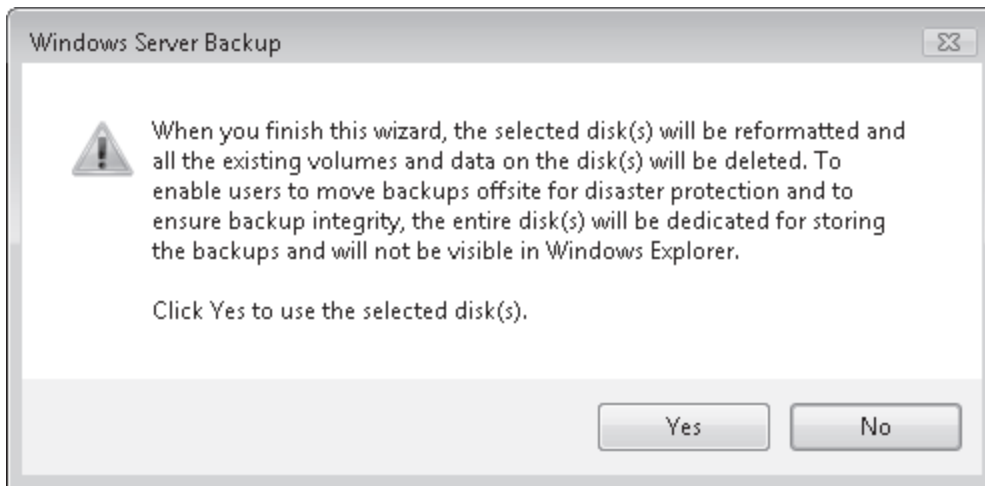 Windows Server Backup
When you finish this wizard, the selected disk(s) will be reformatted and
all the existing volumes and data on the disk(s) will be deleted. To
enable users to move backups offsite for disaster protection and to
ensure backup integrity, the entire disk(s) will be dedicated for storing
the backups and will not be visible in Windows Explorer.
Click Yes to use the selected disk(s).
Yes No